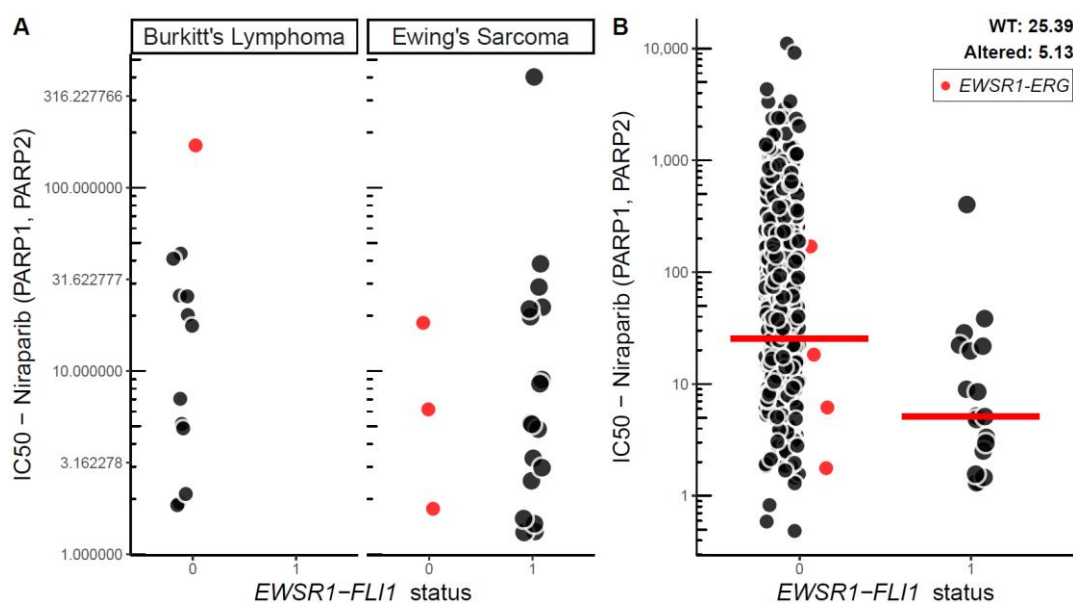 A
Burkitt's Lymphoma
Ewing's Sarcoma
IC50 − Niraparib (PARP1, PARP2)
316.227766
100.000000
31.622777
10.000000
3.162278
1.000000
0
1
0
1
EWSR1−FLI1 status
B
WT: 25.39
Altered: 5.13
EWSR1-ERG
IC50 − Niraparib (PARP1, PARP2)
10,000
1,000
100
10
1
0
1
EWSR1−FLI1 status